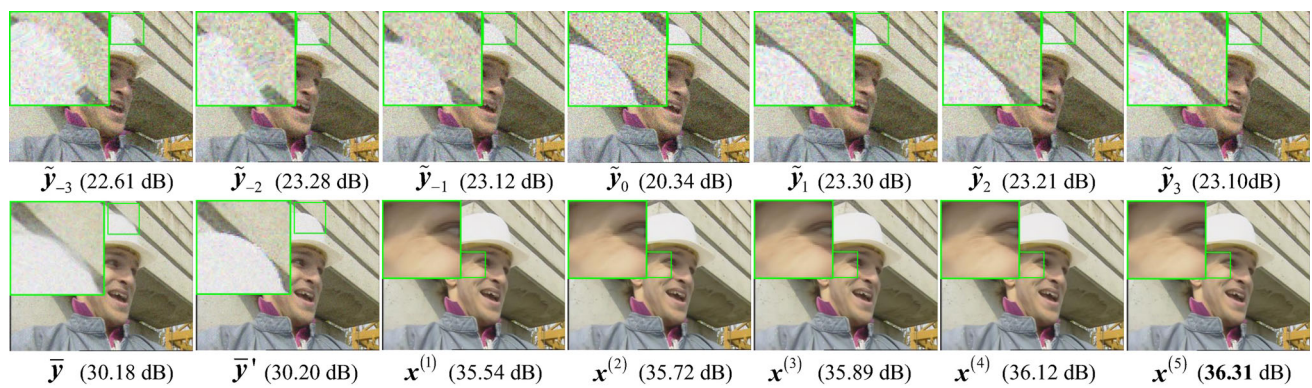 ỹ₋₃ (22.61 dB) ỹ₋₂ (23.28 dB) ỹ₋₁ (23.12 dB) ỹ₀ (20.34 dB) ỹ₁ (23.30 dB) ỹ₂ (23.21 dB) ỹ₃ (23.10dB)
ȳ (30.18 dB) ȳ' (30.20 dB) x⁽¹⁾ (35.54 dB) x⁽²⁾ (35.72 dB) x⁽³⁾ (35.89 dB) x⁽⁴⁾ (36.12 dB) x⁽⁵⁾ (36.31 dB)